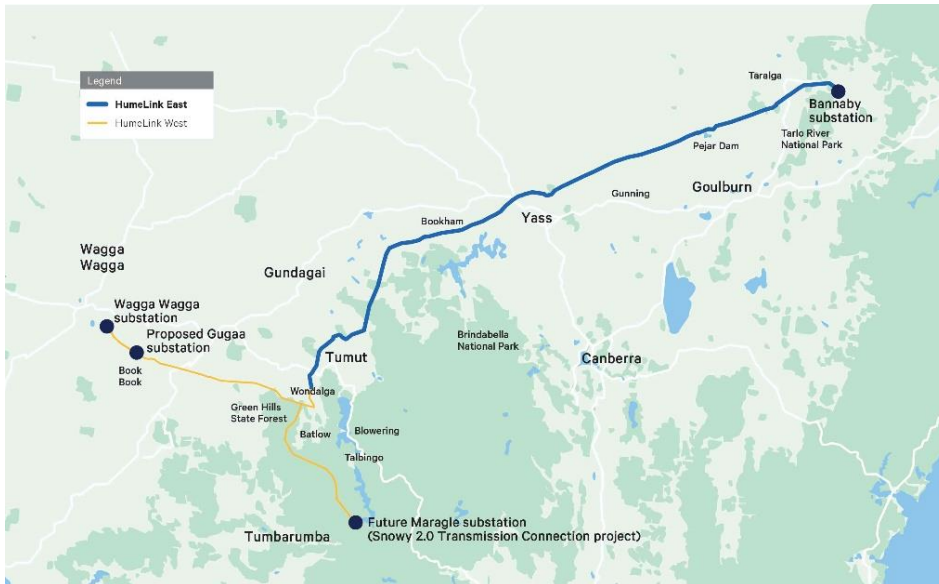 Legend
HumeLink East
HumeLink West
Taralga
Bannaby
substation
Tarlo River
National Park
Pejar Dam
Goulburn
Gunning
Yass
Bookham
Wagga
Wagga
Gundagai
Wagga Wagga
substation
Proposed Gugaa
substation
Book
Book
Brindabella
National Park
Canberra
Tumut
Wondalga
Green Hills
State Forest
Batlow
Blowering
Talbingo
Future Maragle substation
(Snowy 2.0 Transmission Connection project)
Tumbarumba